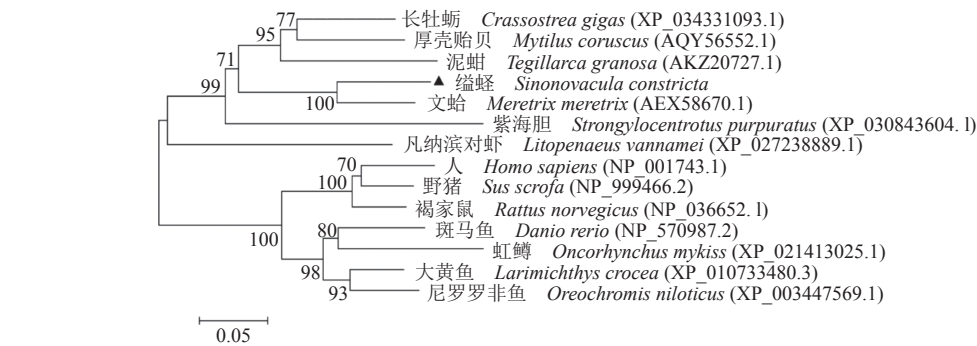 77 长牡蛎 Crassostrea gigas (XP_034331093.1)
95 厚壳贻贝 Mytilus coruscus (AQY56552.1)
泥蚶 Tegillarca granosa (AKZ20727.1)
71 ▲ 缢蛏 Sinonovacula constricta
99 100 文蛤 Meretrix meretrix (AEX58670.1)
紫海胆 Strongylocentrotus purpuratus (XP_030843604. l)
凡纳滨对虾 Litopenaeus vannamei (XP_027238889.1)
70 人 Homo sapiens (NP_001743.1)
100 野猪 Sus scrofa (NP_999466.2)
褐家鼠 Rattus norvegicus (NP_036652. l)
80 斑马鱼 Danio rerio (NP_570987.2)
100 虹鳟 Oncorhynchus mykiss (XP_021413025.1)
98 大黄鱼 Larimichthys crocea (XP_010733480.3)
93 尼罗罗非鱼 Oreochromis niloticus (XP_003447569.1)
0.05